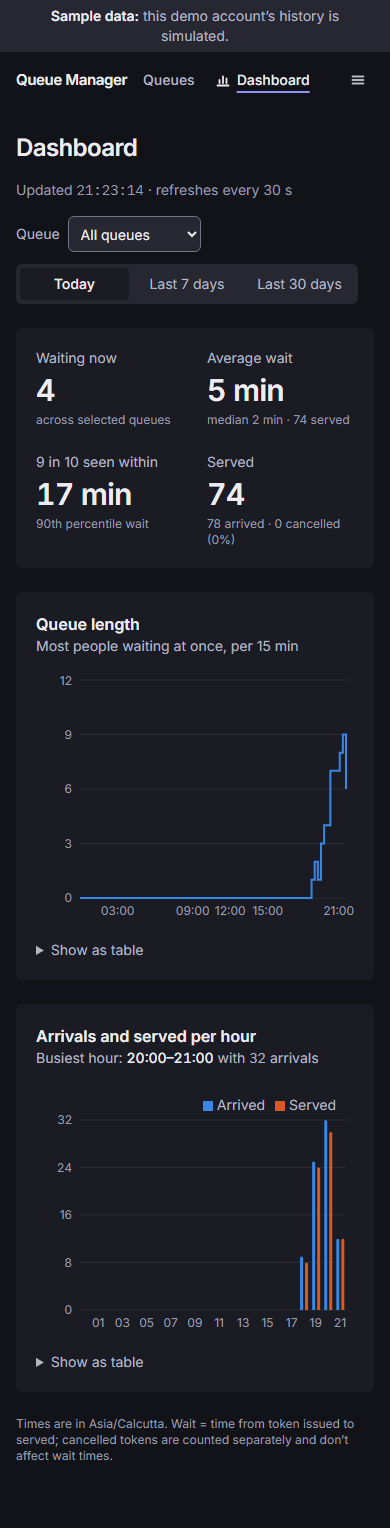 Sample data: this demo account's history is
simulated.
Queue Manager Queues Dashboard
Dashboard
Updated 21:23:14 · refreshes every 30 s
Queue All queues
Today Last 7 days Last 30 days
Waiting now
4
across selected queues
Average wait
5 min
median 2 min · 74 served
9 in 10 seen within
17 min
90th percentile wait
Served
74
78 arrived · 0 cancelled
(0%)
Queue length
Most people waiting at once, per 15 min
12
9
6
3
0
03:00 09:00 12:00 15:00 21:00
Show as table
Arrivals and served per hour
Busiest hour: 20:00–21:00 with 32 arrivals
Arrived Served
32
24
16
8
0
01 03 05 07 09 11 13 15 17 19 21
Show as table
Times are in Asia/Calcutta. Wait = time from token issued to
served; cancelled tokens are counted separately and don't
affect wait times.